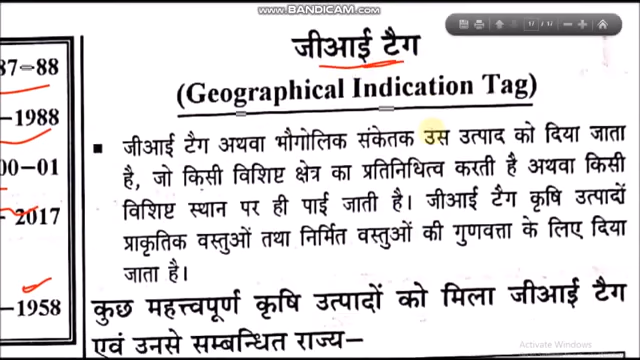 www.BANDICAM.com
जीआई टैग
(Geographical Indication Tag)
87-88
-1988
00-01
- 2017
-1958
■ जीआई टैग अथवा भौगोलिक संकेतक उस उत्पाद को दिया जाता
है, जो किसी विशिष्ट क्षेत्र का प्रतिनिधित्व करती है अथवा किसी
विशिष्ट स्थान पर ही पाई जाती है। जीआई टैग कृषि उत्पादों
प्राकृतिक वस्तुओं तथा निर्मित वस्तुओं की गुणवत्ता के लिए दिया
जाता है।
कुछ महत्त्वपूर्ण कृषि उत्पादों को मिला जीआई टैग
एवं उनसे सम्बन्धित राज्य–
Activate Windows